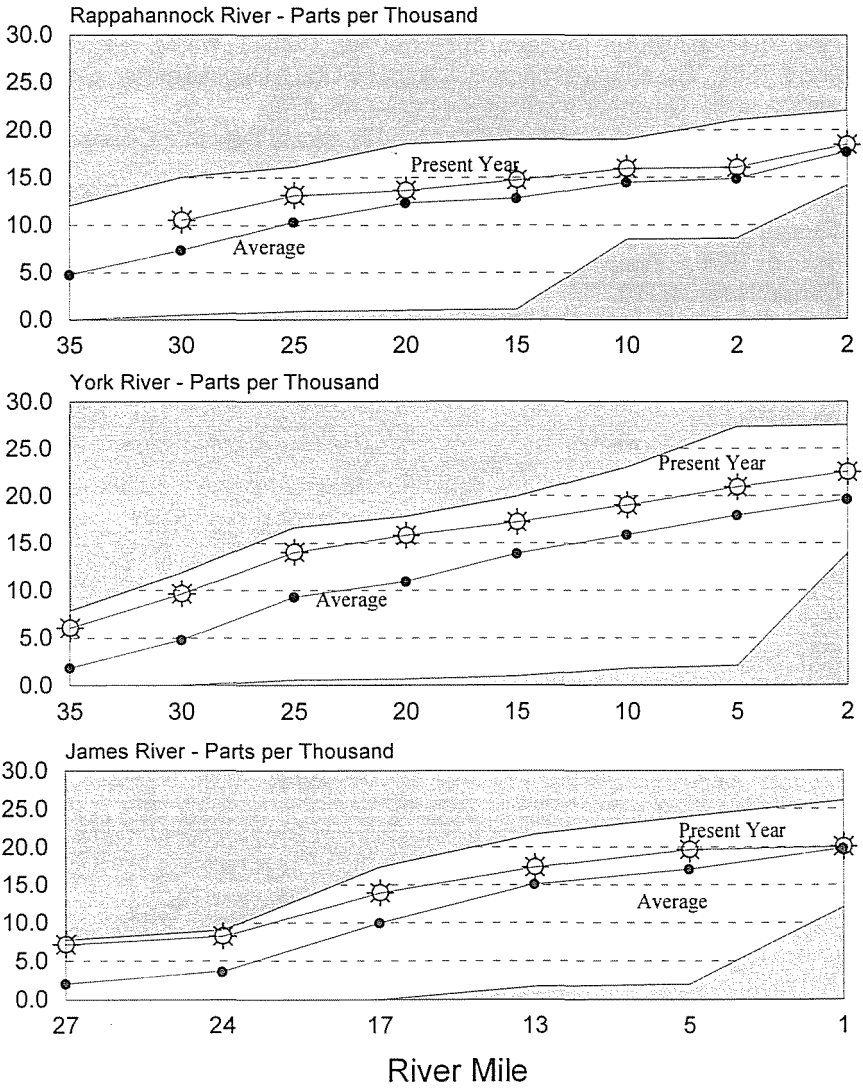 Rappahannock River - Parts per Thousand
30.0
25.0
20.0
Present Year
15.0
10.0
Average
5.0
0.0
35 30 25 20 15 10 2 2
York River - Parts per Thousand
30.0
25.0
Present Year
20.0
15.0
10.0
Average
5.0
0.0
35 30 25 20 15 10 5 2
James River - Parts per Thousand
30.0
25.0
Present Year
20.0
15.0
Average
10.0
5.0
0.0
27 24 17 13 5 1
River Mile